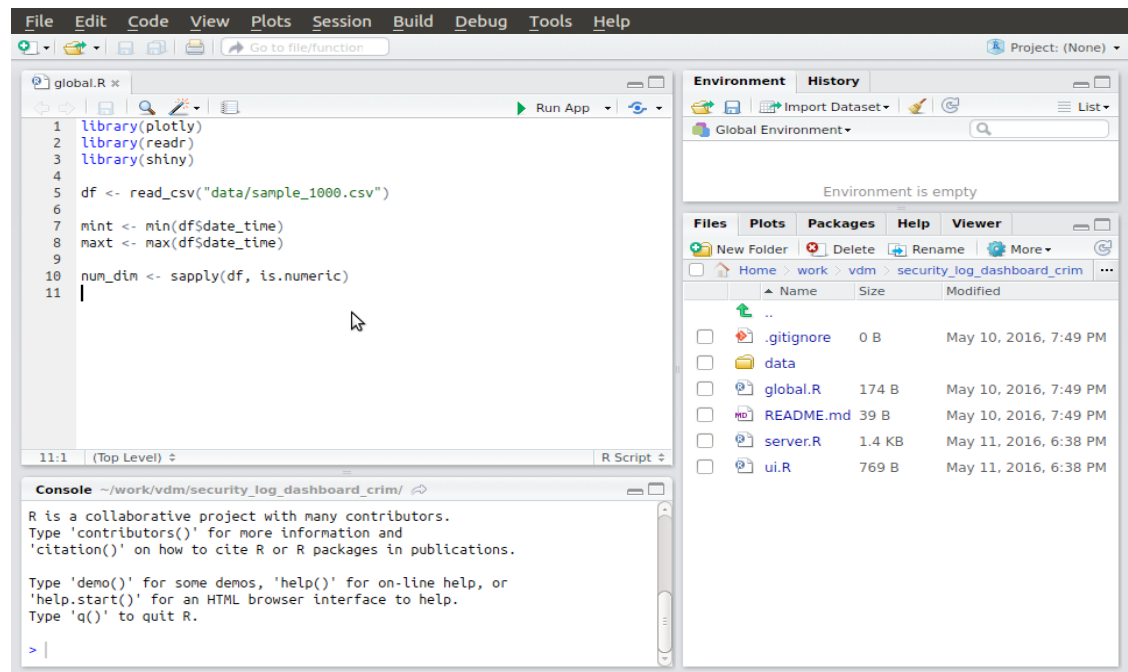 File Edit Code View Plots Session Build Debug Tools Help
Go to file/function
Project: (None)
global.R
Run App
1 library(plotly)
2 library(readr)
3 library(shiny)
4
5 df <- read_csv("data/sample_1000.csv")
6
7 mint <- min(df$date_time)
8 maxt <- max(df$date_time)
9
10 num_dim <- sapply(df, is.numeric)
11
11:1 (Top Level) R Script
Console ~/work/vdm/security_log_dashboard_crim/
R is a collaborative project with many contributors.
Type 'contributors()' for more information and
'citation()' on how to cite R or R packages in publications.
Type 'demo()' for some demos, 'help()' for on-line help, or
'help.start()' for an HTML browser interface to help.
Type 'q()' to quit R.
>
Environment History
Import Dataset List
Global Environment
Environment is empty
Files Plots Packages Help Viewer
New Folder Delete Rename More
Home work vdm security_log_dashboard_crim ...
Name Size Modified
..
.gitignore 0 B May 10, 2016, 7:49 PM
data
global.R 174 B May 10, 2016, 7:49 PM
README.md 39 B May 10, 2016, 7:49 PM
server.R 1.4 KB May 11, 2016, 6:38 PM
ui.R 769 B May 11, 2016, 6:38 PM